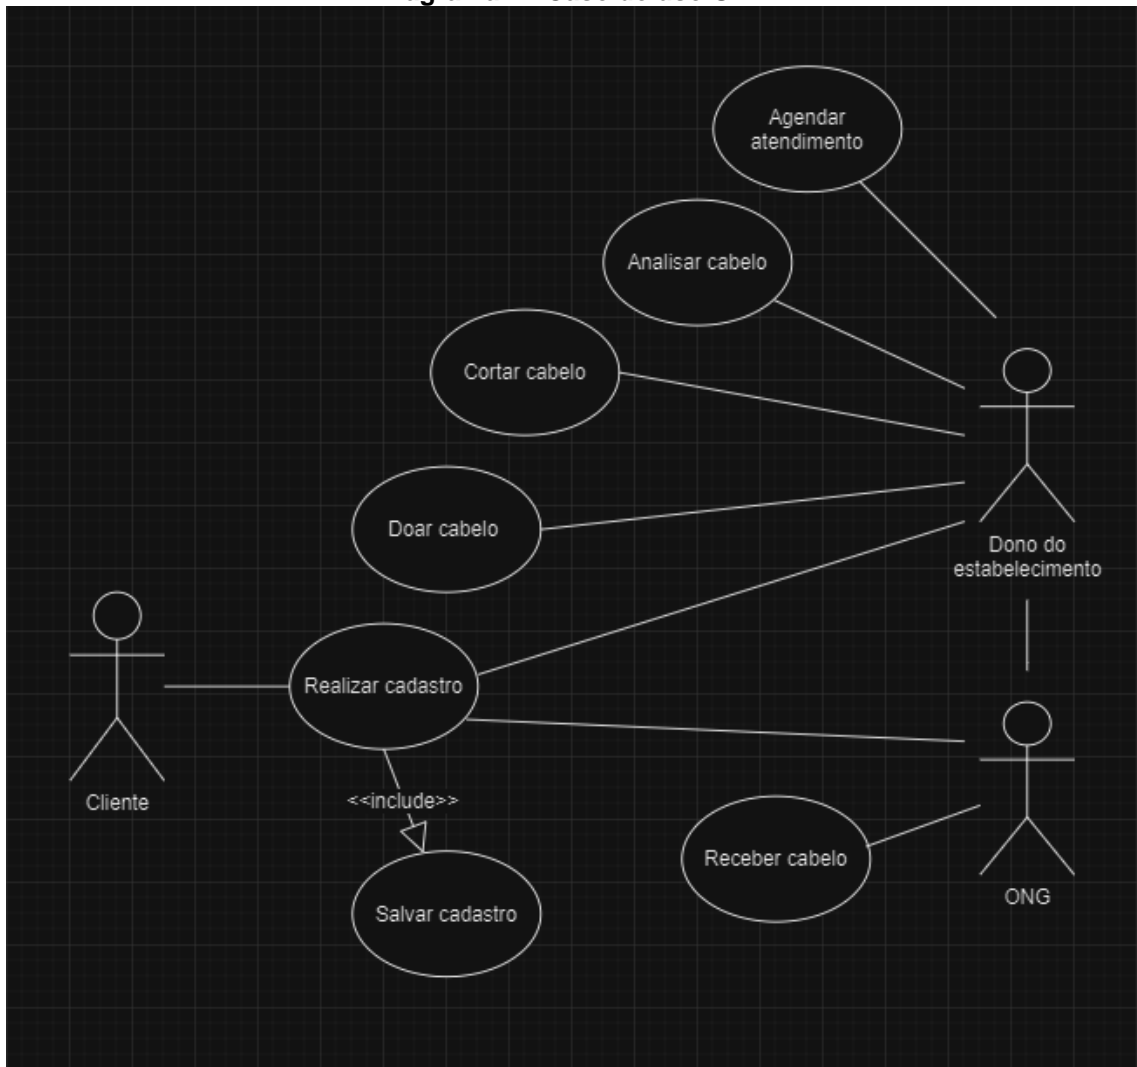 Agendar
atendimento
Analisar cabelo
Cortar cabelo
Doar cabelo
Dono do
estabelecimento
Realizar cadastro
Cliente
<<include>>
Receber cabelo
ONG
Salvar cadastro